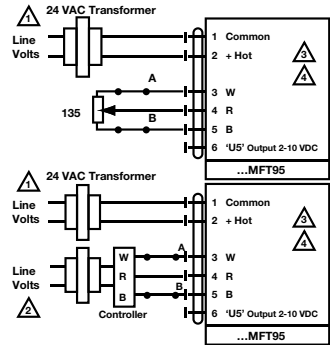 1 24 VAC Transformer
Line Volts
1 Common
2 + Hot
3
4
A
3 W
135
4 R
B
5 B
6 ‘U5’ Output 2-10 VDC
...MFT95
1 24 VAC Transformer
Line Volts
1 Common
2 + Hot
3
4
A
W
3 W
Line Volts
R
4 R
B
B
5 B
2
Controller
6 ‘U5’ Output 2-10 VDC
...MFT95